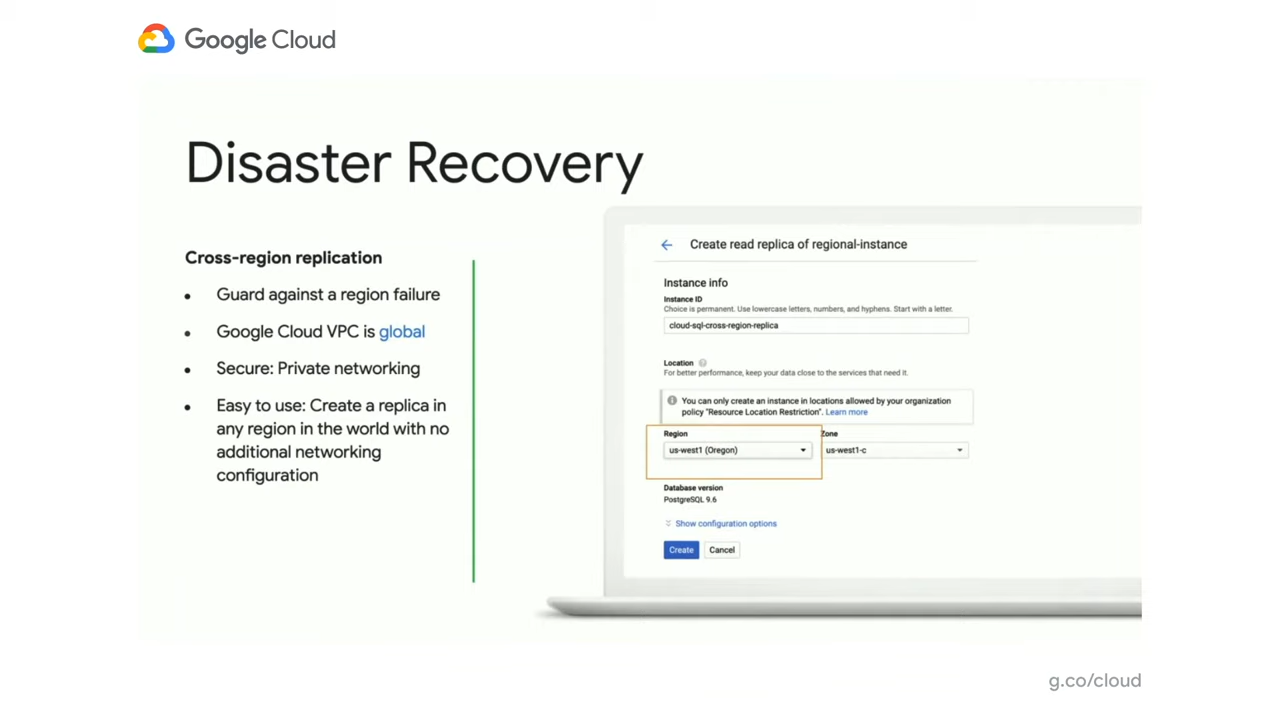 Google Cloud
Disaster Recovery
Cross-region replication
• Guard against a region failure
• Google Cloud VPC is global
• Secure: Private networking
• Easy to use: Create a replica in
any region in the world with no
additional networking
configuration
Create read replica of regional-instance
Instance info
Instance ID
Choice is permanent. Use lowercase letters, numbers, and hyphens. Start with a letter.
cloud-sql-cross-region-replica
Location
For better performance, keep your data close to the services that need it.
You can only create an instance in locations allowed by your organization
policy "Resource Location Restriction". Learn more
Region Zone
us-west1 (Oregon) us-west1-c
Database version
PostgreSQL 9.6
Show configuration options
Create Cancel
g.co/cloud